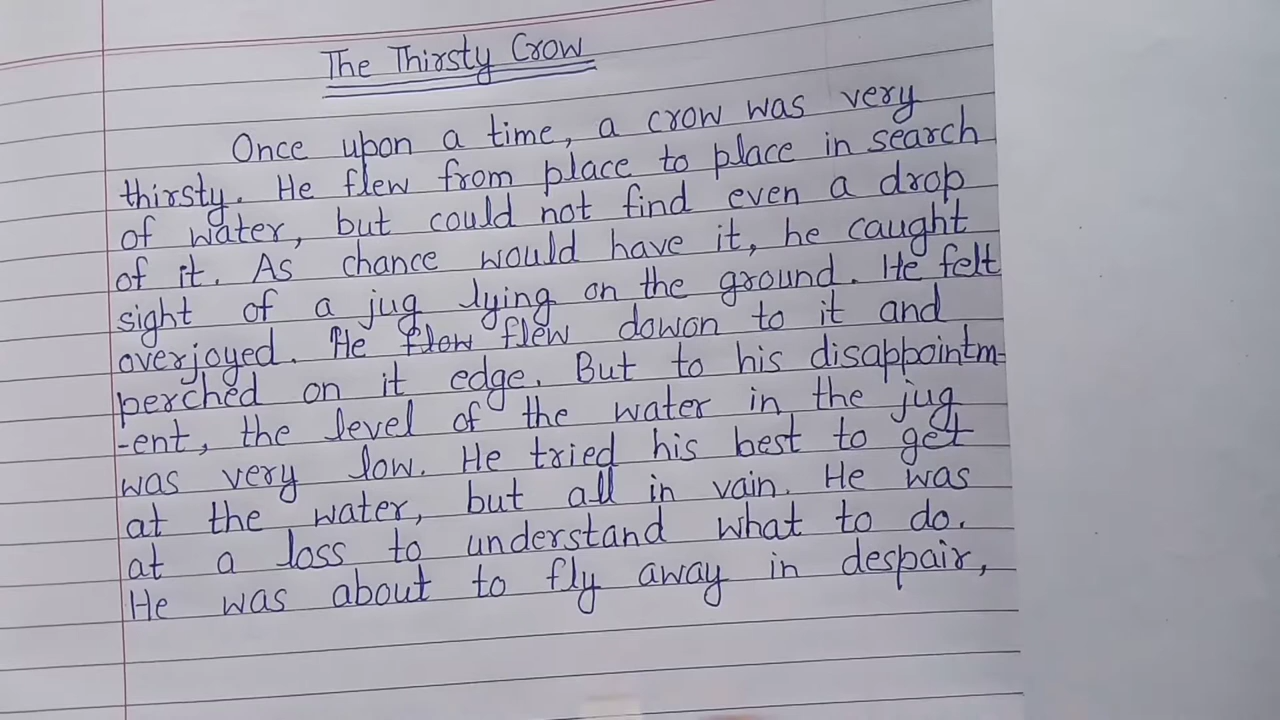 The Thirsty Crow
Once upon a time, a crow was very
thirsty. He flew from place to place in search
of water, but could not find even a drop
of it. As chance would have it, he caught
sight of a jug lying on the ground. He felt
overjoyed. He flow flew dowon to it and
perched on it edge. But to his disappointm-
-ent, the level of the water in the jug
was very low. He tried his best to get
at the water, but all in vain. He was
at a loss to understand what to do.
He was about to fly away in despair,